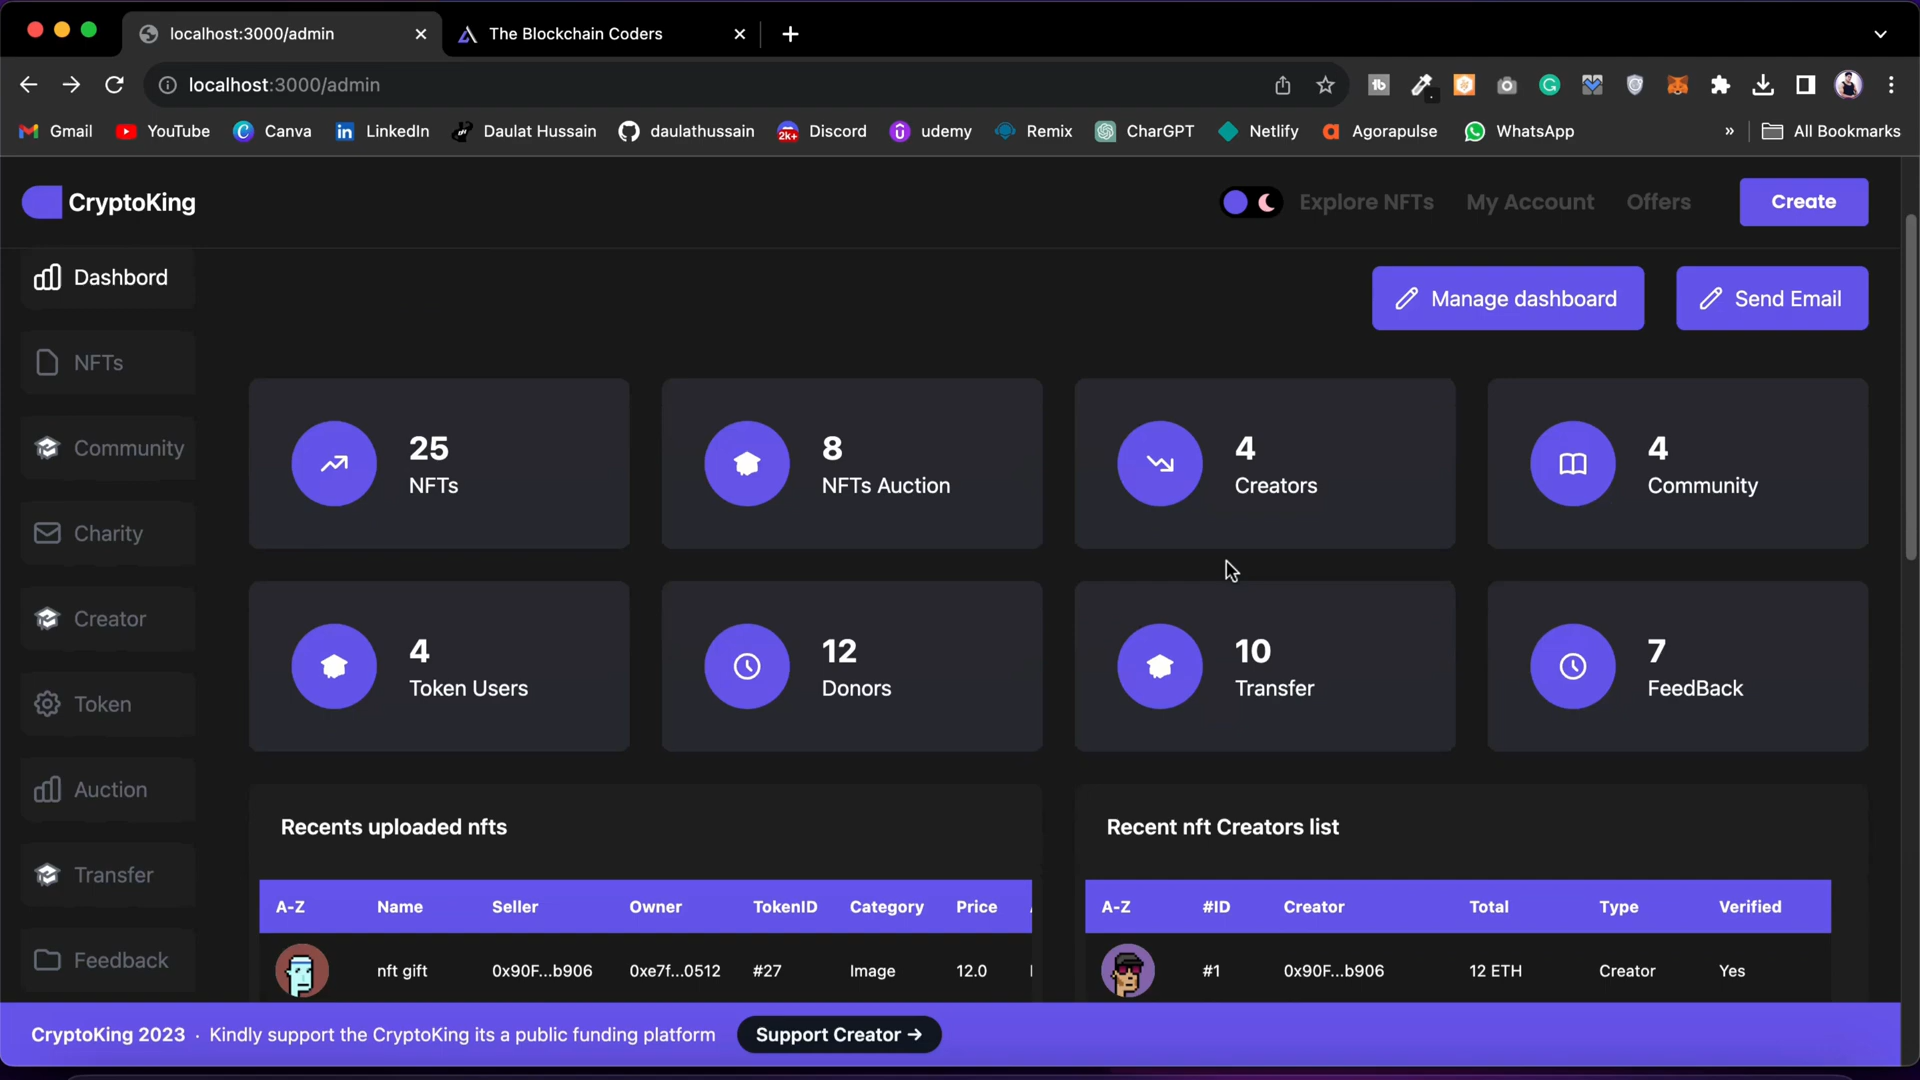 localhost:3000/admin
The Blockchain Coders
localhost:3000/admin
Gmail
YouTube
Canva
LinkedIn
Daulat Hussain
daulathussain
2k+
Discord
udemy
Remix
CharGPT
Netlify
Agorapulse
WhatsApp
»
All Bookmarks
CryptoKing
Explore NFTs
My Account
Offers
Create
Dashbord
NFTs
Community
Charity
Creator
Token
Auction
Transfer
Feedback
Manage dashboard
Send Email
25
NFTs
8
NFTs Auction
4
Creators
4
Community
4
Token Users
12
Donors
10
Transfer
7
FeedBack
Recents uploaded nfts
A-Z Name Seller Owner TokenID Category Price
nft gift 0x90F...b906 0xe7f...0512 #27 Image 12.0
Recent nft Creators list
A-Z #ID Creator Total Type Verified
#1 0x90F...b906 12 ETH Creator Yes
CryptoKing 2023 · Kindly support the CryptoKing its a public funding platform
Support Creator →